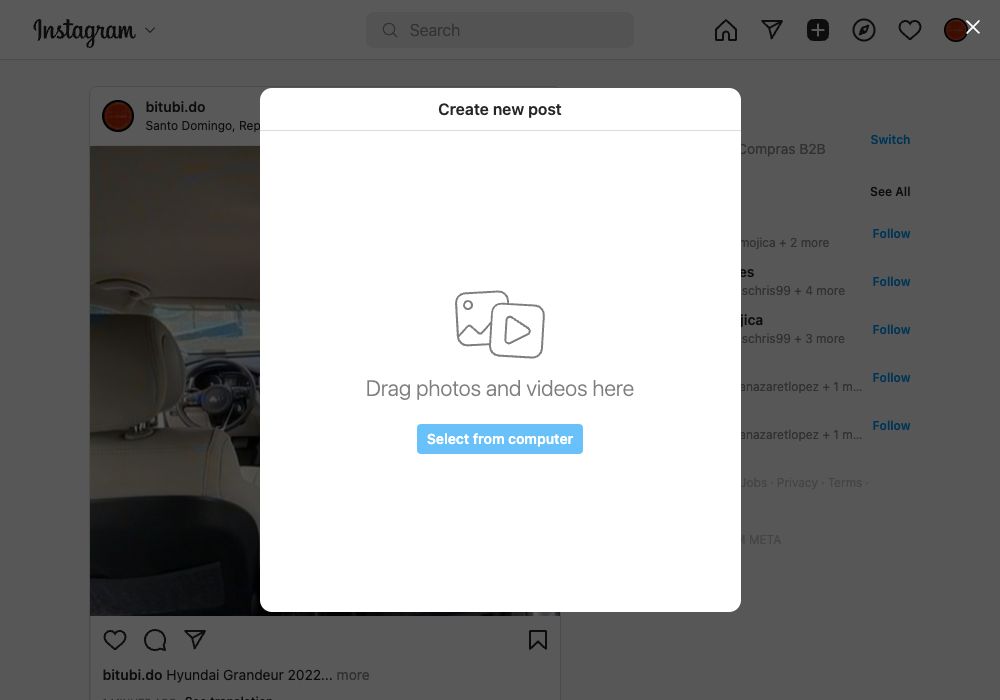 Instagram
Search
bitubi.do
Santo Domingo, Rep
Create new post
Drag photos and videos here
Select from computer
Compras B2B
Switch
See All
mojica + 2 more
Follow
es
schris99 + 4 more
Follow
jica
schris99 + 3 more
Follow
anazaretlopez + 1 m...
Follow
anazaretlopez + 1 m...
Follow
Jobs · Privacy · Terms ·
M META
bitubi.do Hyundai Grandeur 2022... more
See translation